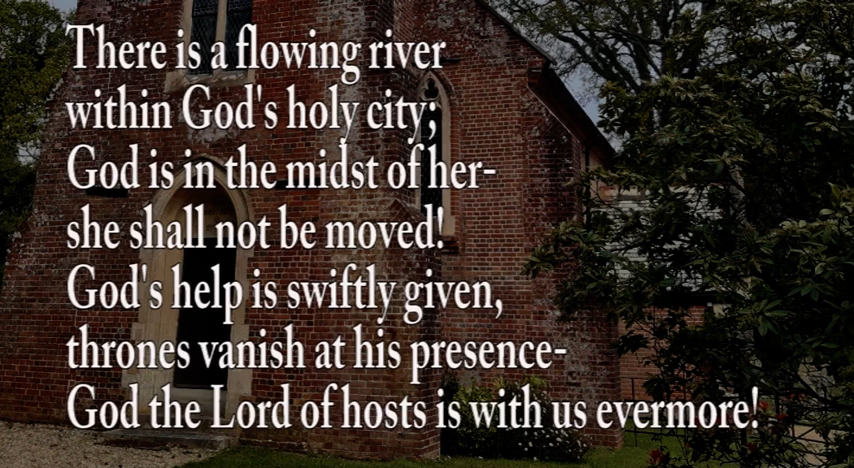 There is a flowing river
within God's holy city;
God is in the midst of her-
she shall not be moved!
God's help is swiftly given,
thrones vanish at his presence-
God the Lord of hosts is with us evermore!